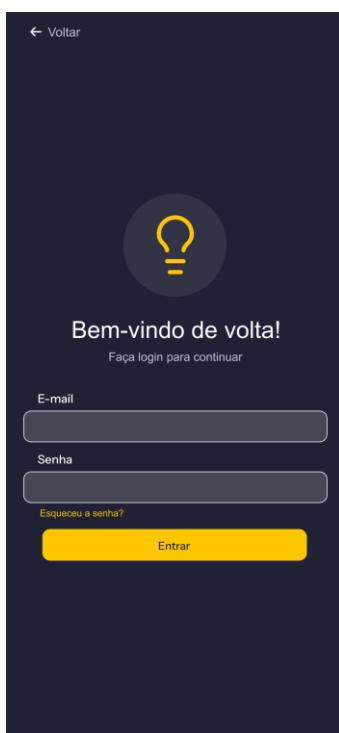 ← Voltar
Bem-vindo de volta!
Faça login para continuar
E-mail
Senha
Esqueceu a senha?
Entrar